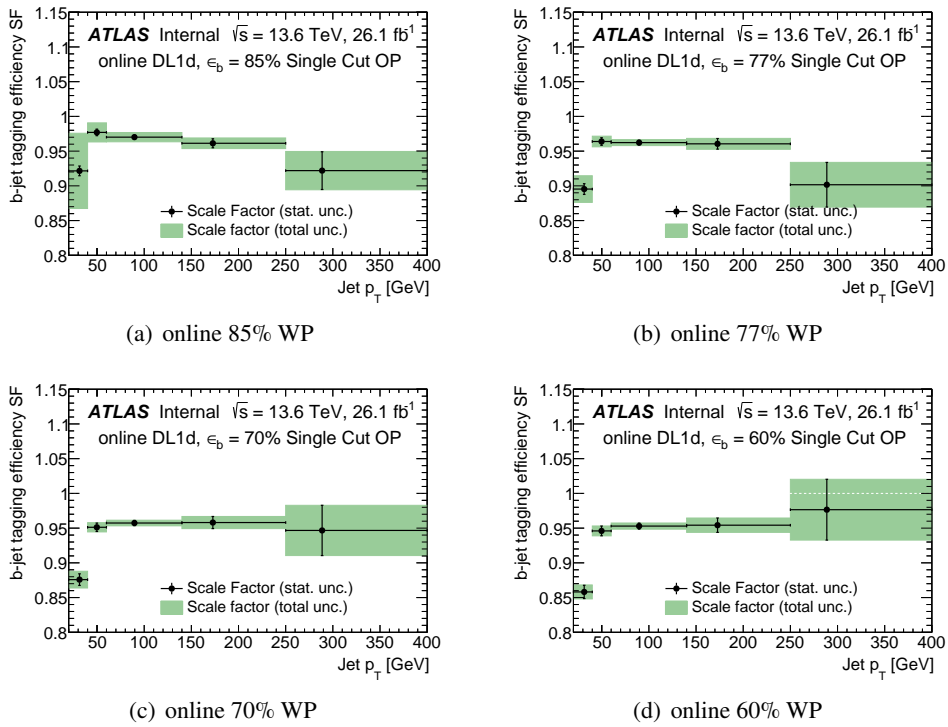 b-jet tagging efficiency SF
1.15
1.1
1.05
1
0.95
0.9
0.85
0.8
ATLAS Internal √s = 13.6 TeV, 26.1 fb⁻¹
online DL1d, ϵ_b = 85% Single Cut OP
Scale Factor (stat. unc.)
Scale factor (total unc.)
50 100 150 200 250 300 350 400
Jet p_T [GeV]
(a) online 85% WP
b-jet tagging efficiency SF
1.15
1.1
1.05
1
0.95
0.9
0.85
0.8
ATLAS Internal √s = 13.6 TeV, 26.1 fb⁻¹
online DL1d, ϵ_b = 77% Single Cut OP
Scale Factor (stat. unc.)
Scale factor (total unc.)
50 100 150 200 250 300 350 400
Jet p_T [GeV]
(b) online 77% WP
b-jet tagging efficiency SF
1.15
1.1
1.05
1
0.95
0.9
0.85
0.8
ATLAS Internal √s = 13.6 TeV, 26.1 fb⁻¹
online DL1d, ϵ_b = 70% Single Cut OP
Scale Factor (stat. unc.)
Scale factor (total unc.)
50 100 150 200 250 300 350 400
Jet p_T [GeV]
(c) online 70% WP
b-jet tagging efficiency SF
1.15
1.1
1.05
1
0.95
0.9
0.85
0.8
ATLAS Internal √s = 13.6 TeV, 26.1 fb⁻¹
online DL1d, ϵ_b = 60% Single Cut OP
Scale Factor (stat. unc.)
Scale factor (total unc.)
50 100 150 200 250 300 350 400
Jet p_T [GeV]
(d) online 60% WP